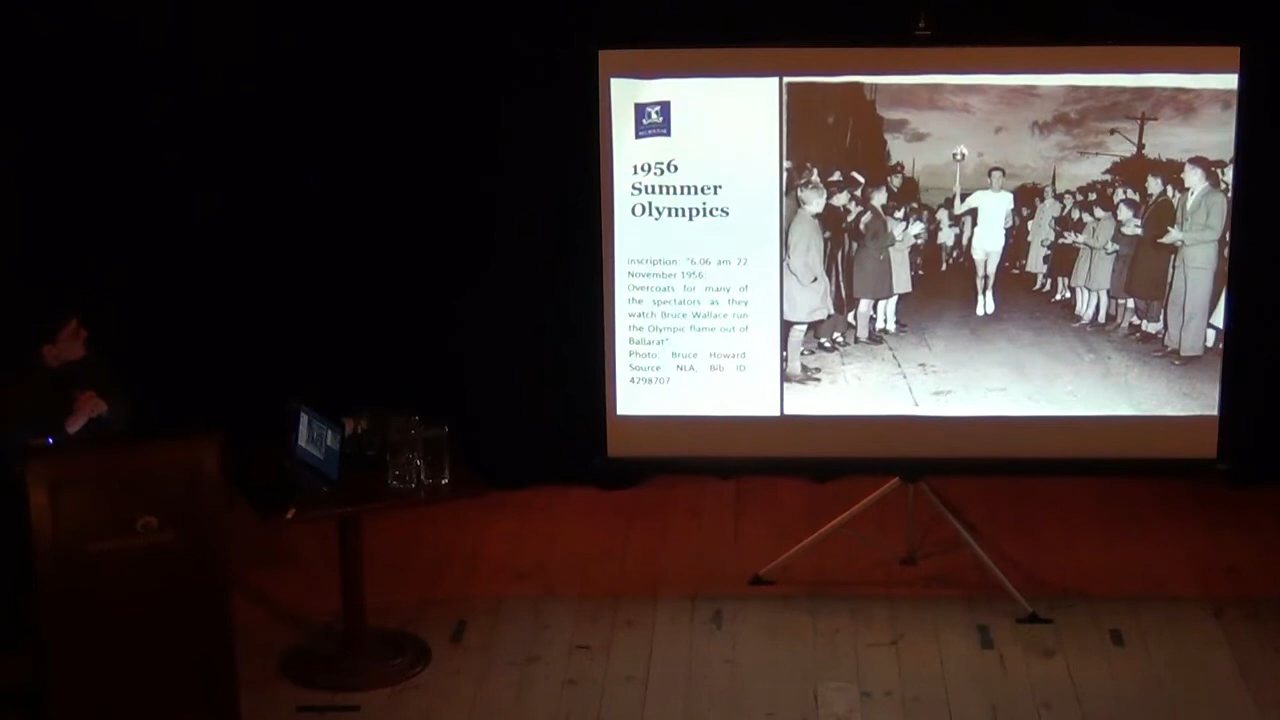 MELBOURNE
1956
Summer
Olympics
Inscription: "6.06 am 22
November 1956:
Overcoats for many of
the spectators as they
watch Bruce Wallace run
the Olympic flame out of
Ballarat"
Photo: Bruce Howard.
Source: NLA, Bib ID:
4298707